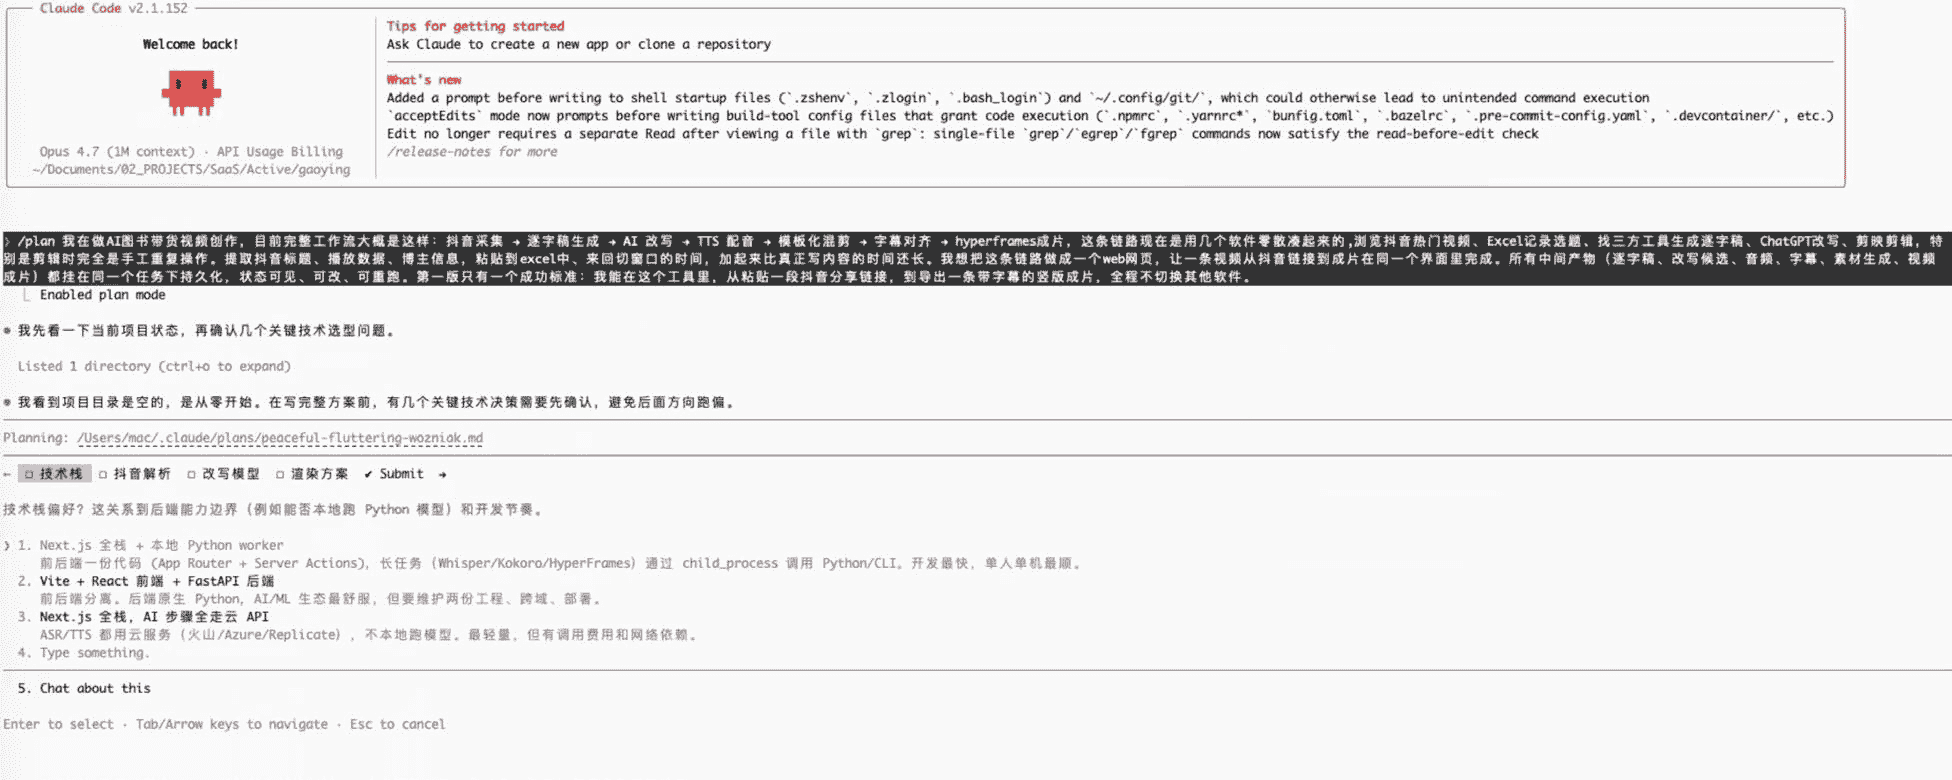 Claude Code v2.1.152
Welcome back!
Opus 4.7 (1M context) · API Usage Billing
~/Documents/02_PROJECTS/SaaS/Active/gaoying
Tips for getting started
Ask Claude to create a new app or clone a repository
What's new
Added a prompt before writing to shell startup files (`.zshenv`, `.zlogin`, `.bash_login`) and `~/.config/git/`, which could otherwise lead to unintended command execution
`acceptEdits` mode now prompts before writing build-tool config files that grant code execution (`.npmrc`, `.yarnrc*`, `bunfig.toml`, `.bazelrc`, `.pre-commit-config.yaml`, `.devcontainer/`, etc.)
Edit no longer requires a separate Read after viewing a file with `grep`: single-file `grep`/`egrep`/`fgrep` commands now satisfy the read-before-edit check
/release-notes for more
› /plan 我在做AI图书带货视频创作，目前完整工作流大概是这样：抖音采集 → 逐字稿生成 → AI 改写 → TTS 配音 → 模板化混剪 → 字幕对齐 → hyperframes成片，这条链路现在是用几个软件零散凑起来的,浏览抖音热门视频、Excel记录选题、找三方工具生成逐字稿、ChatGPT改写、剪映剪辑，特
别是剪辑时完全是手工重复操作。提取抖音标题、播放数据、博主信息，粘贴到excel中、来回切窗口的时间，加起来比真正写内容的时间还长。我想把这条链路做成一个web网页，让一条视频从抖音链接到成片在同一个界面里完成。所有中间产物（逐字稿、改写候选、音频、字幕、素材生成、视频
成片）都挂在同一个任务下持久化，状态可见、可改、可重跑。第一版只有一个成功标准：我能在这个工具里，从粘贴一段抖音分享链接，到导出一条带字幕的竖版成片，全程不切换其他软件。
Enabled plan mode
我先看一下当前项目状态，再确认几个关键技术选型问题。
Listed 1 directory (ctrl+o to expand)
我看到项目目录是空的，是从零开始。在写完整方案前，有几个关键技术决策需要先确认，避免后面方向跑偏。
Planning: /Users/mac/.claude/plans/peaceful-fluttering-wozniak.md
← □ 技术栈 □ 抖音解析 □ 改写模型 □ 渲染方案 ✔ Submit →
技术栈偏好？这关系到后端能力边界（例如能否本地跑 Python 模型）和开发节奏。
› 1. Next.js 全栈 + 本地 Python worker
前后端一份代码（App Router + Server Actions），长任务（Whisper/Kokoro/HyperFrames）通过 child_process 调用 Python/CLI。开发最快，单人单机最顺。
2. Vite + React 前端 + FastAPI 后端
前后端分离。后端原生 Python，AI/ML 生态最舒服，但要维护两份工程、跨域、部署。
3. Next.js 全栈，AI 步骤全走云 API
ASR/TTS 都用云服务（火山/Azure/Replicate），不本地跑模型。最轻量，但有调用费用和网络依赖。
4. Type something.
5. Chat about this
Enter to select · Tab/Arrow keys to navigate · Esc to cancel